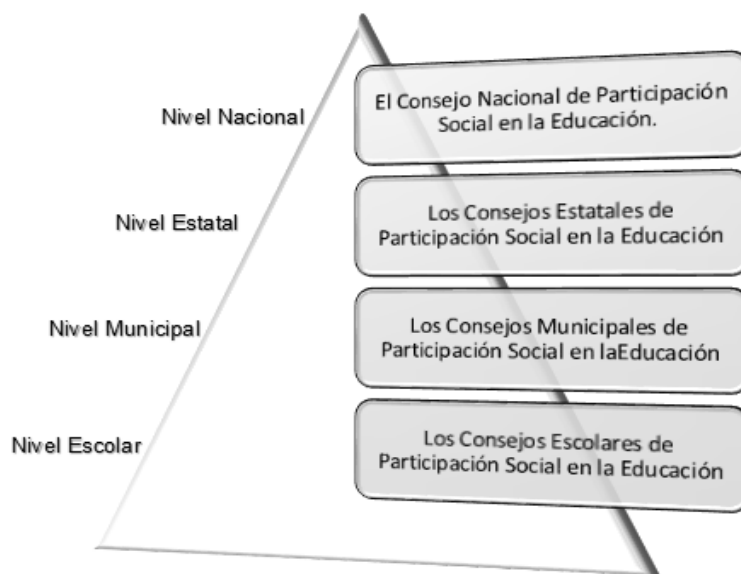 Nivel Nacional
El Consejo Nacional de Participación
Social en la Educación.
Nivel Estatal
Los Consejos Estatales de
Participación Social en la Educación
Nivel Municipal
Los Consejos Municipales de
Participación Social en laEducación
Nivel Escolar
Los Consejos Escolares de
Participación Social en la Educación